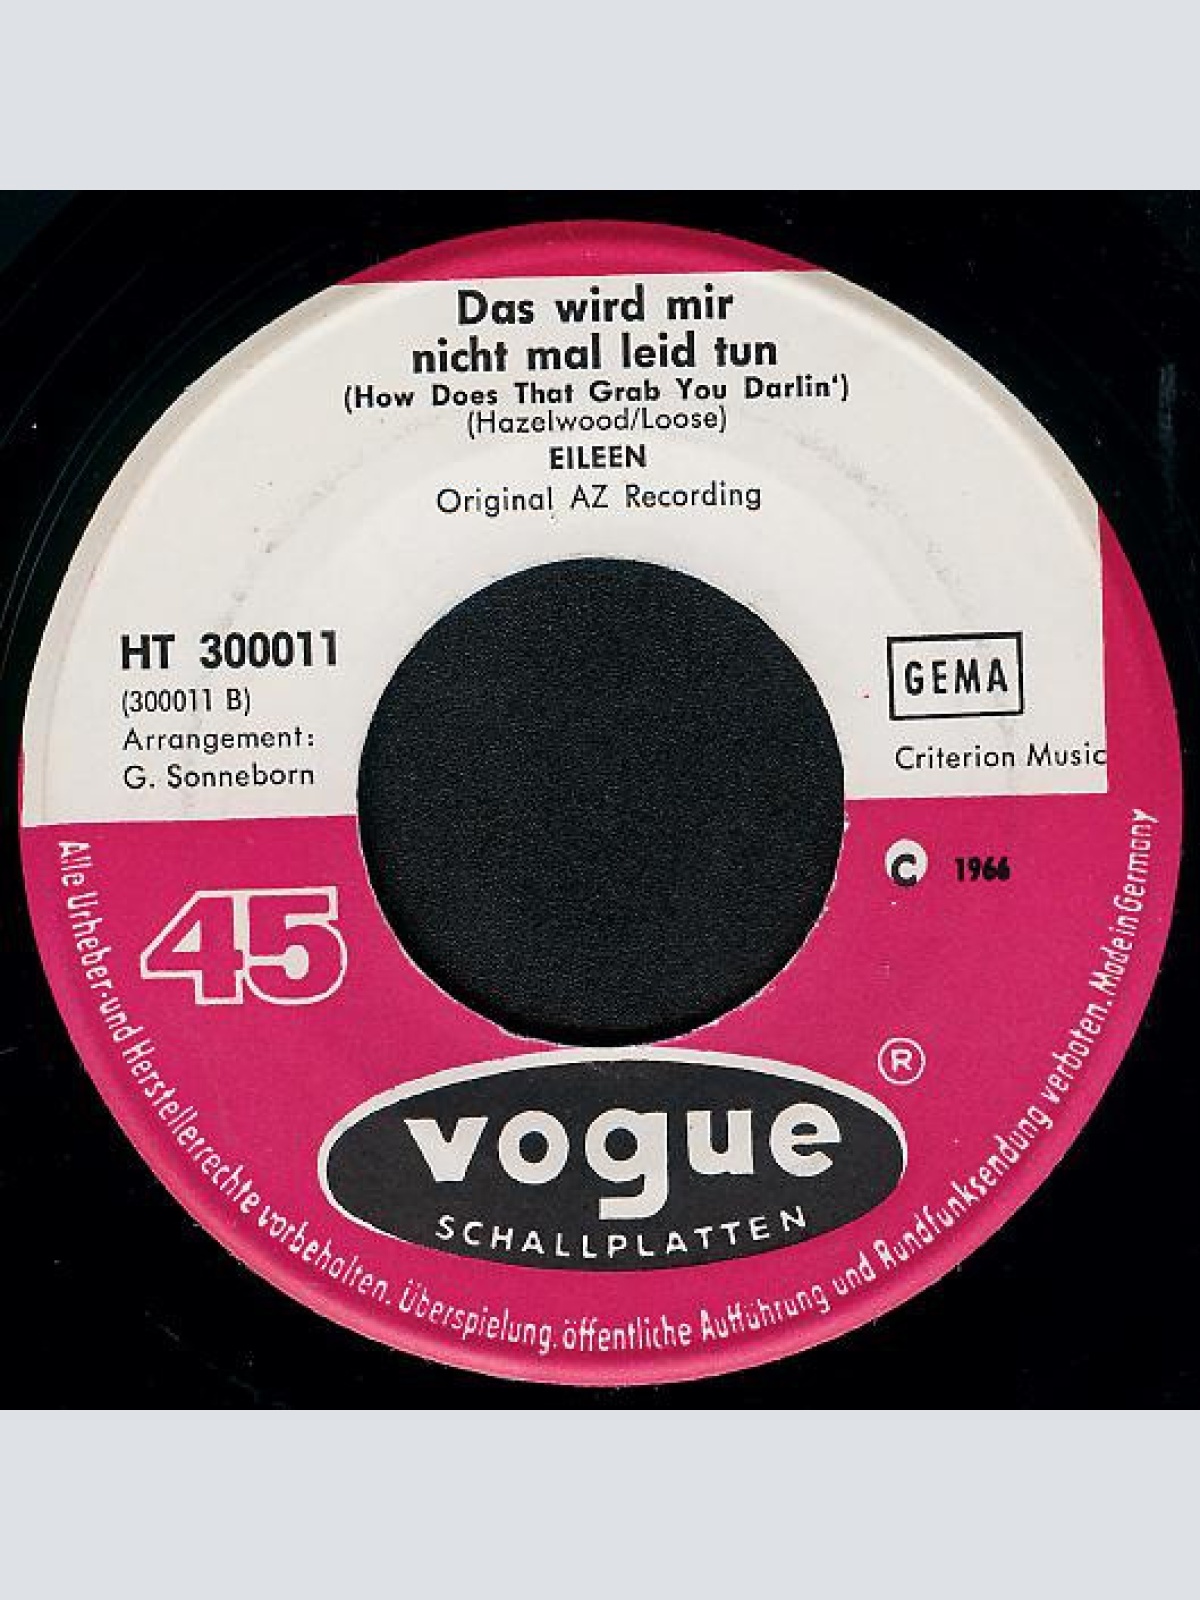 Das wird mir
nicht mal leid tun
(How Does That Grab You Darlin')
(Hazelwood/Loose)
EILEEN
Original AZ Recording
HT 300011
(300011 B)
Arrangement:
G. Sonneborn
GEMA
Criterion Music
C 1966
45
®
vogue
SCHALLPLATTEN
Alle Urheber- und Herstellerrechte vorbehalten. Überspielung, öffentliche Aufführung und Rundfunksendung verboten. Made in Germany